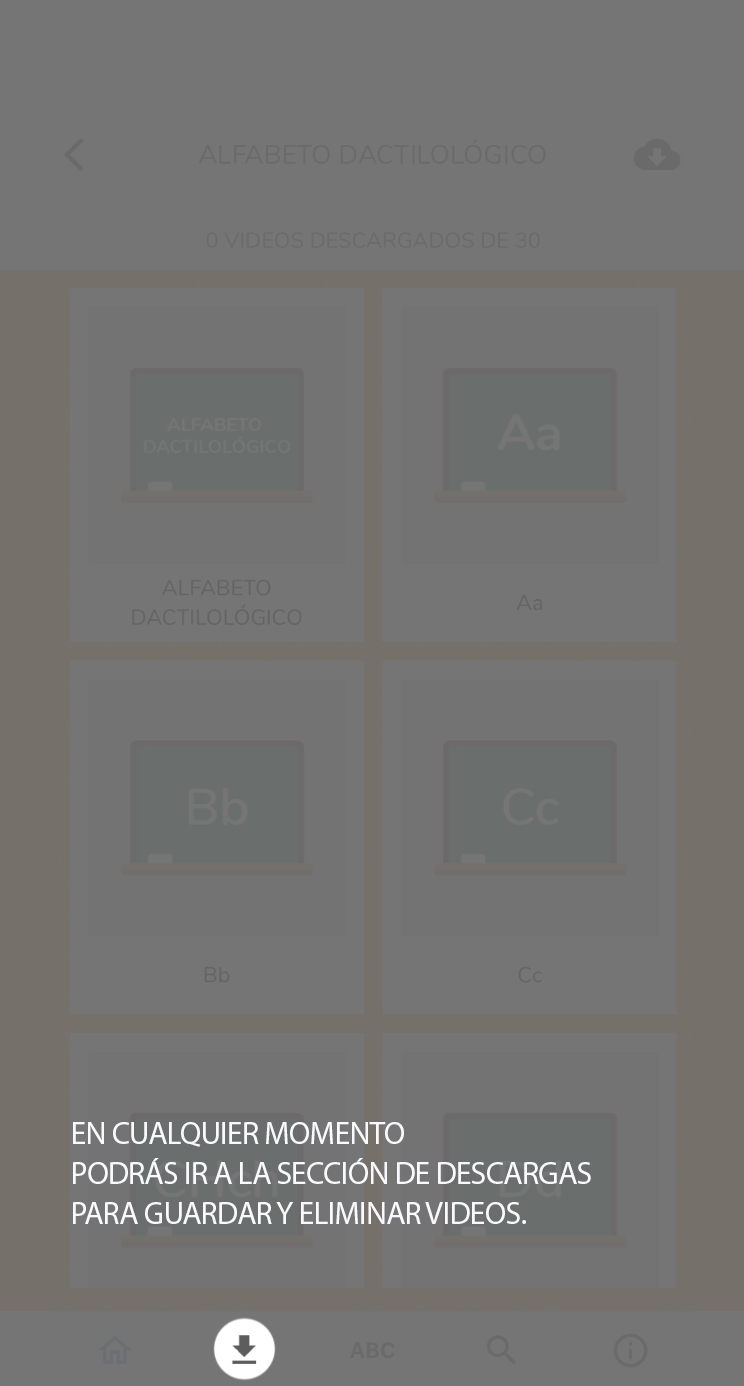 ALFABETO DACTILOLÓGICO
0 VIDEOS DESCARGADOS DE 30
ALFABETO
DACTILOLÓGICO
Aa
ALFABETO
DACTILOLÓGICO
Aa
Bb
Cc
Bb
Cc
EN CUALQUIER MOMENTO
PODRÁS IR A LA SECCIÓN DE DESCARGAS
PARA GUARDAR Y ELIMINAR VIDEOS.
ABC